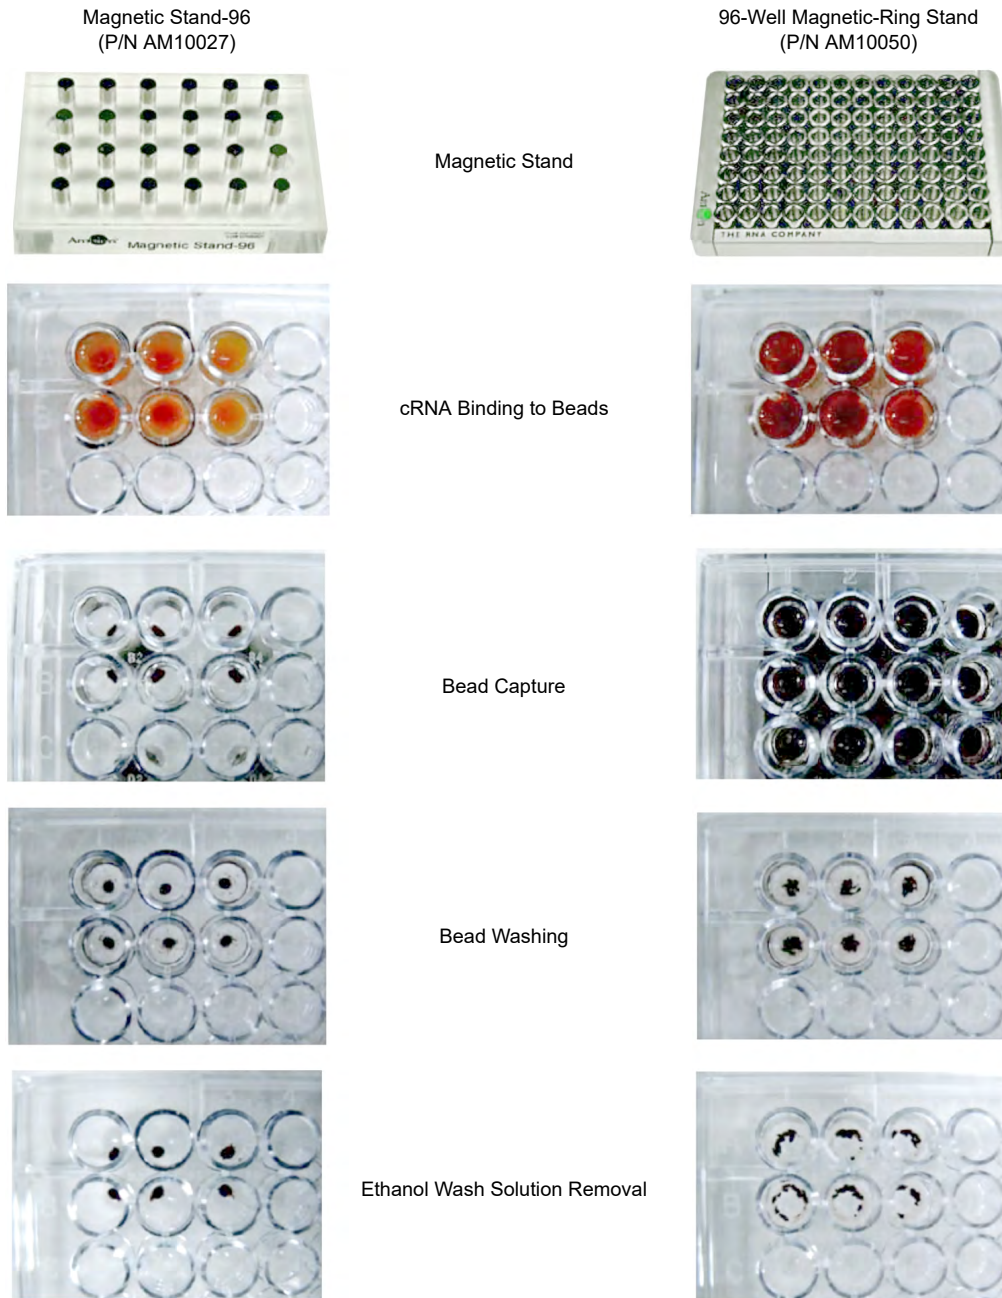 Magnetic Stand-96
(P/N AM10027)
96-Well Magnetic-Ring Stand
(P/N AM10050)
Magnetic Stand
Magnetic Stand-96
THE RNA COMPANY
cRNA Binding to Beads
Bead Capture
Bead Washing
Ethanol Wash Solution Removal